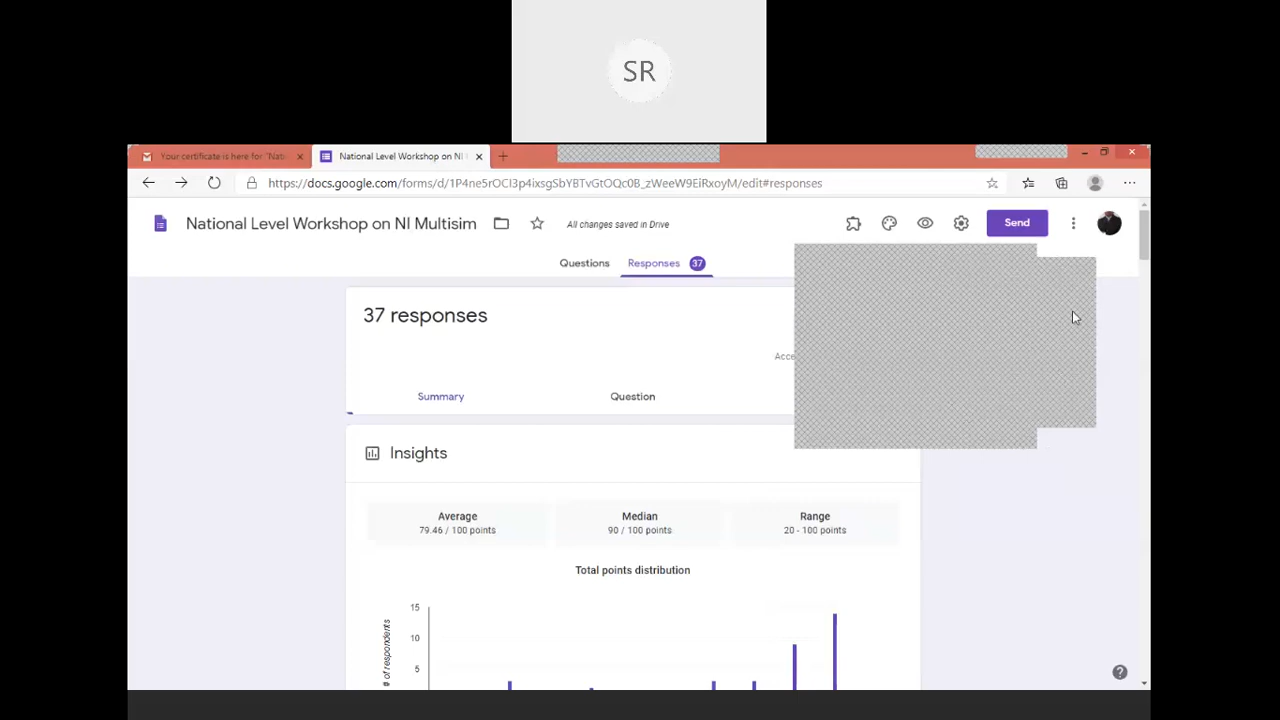 SR
Your certificate is here for "Nati
National Level Workshop on NI
https://docs.google.com/forms/d/1P4ne5rOCI3p4ixsgSbYBTvGtOQc0B_zWeeW9EiRxoyM/edit#responses
National Level Workshop on NI Multisim
All changes saved in Drive
Send
Questions
Responses 37
37 responses
Acce
Summary
Question
Insights
Average
79.46 / 100 points
Median
90 / 100 points
Range
20 - 100 points
Total points distribution
# of respondents
15
10
5